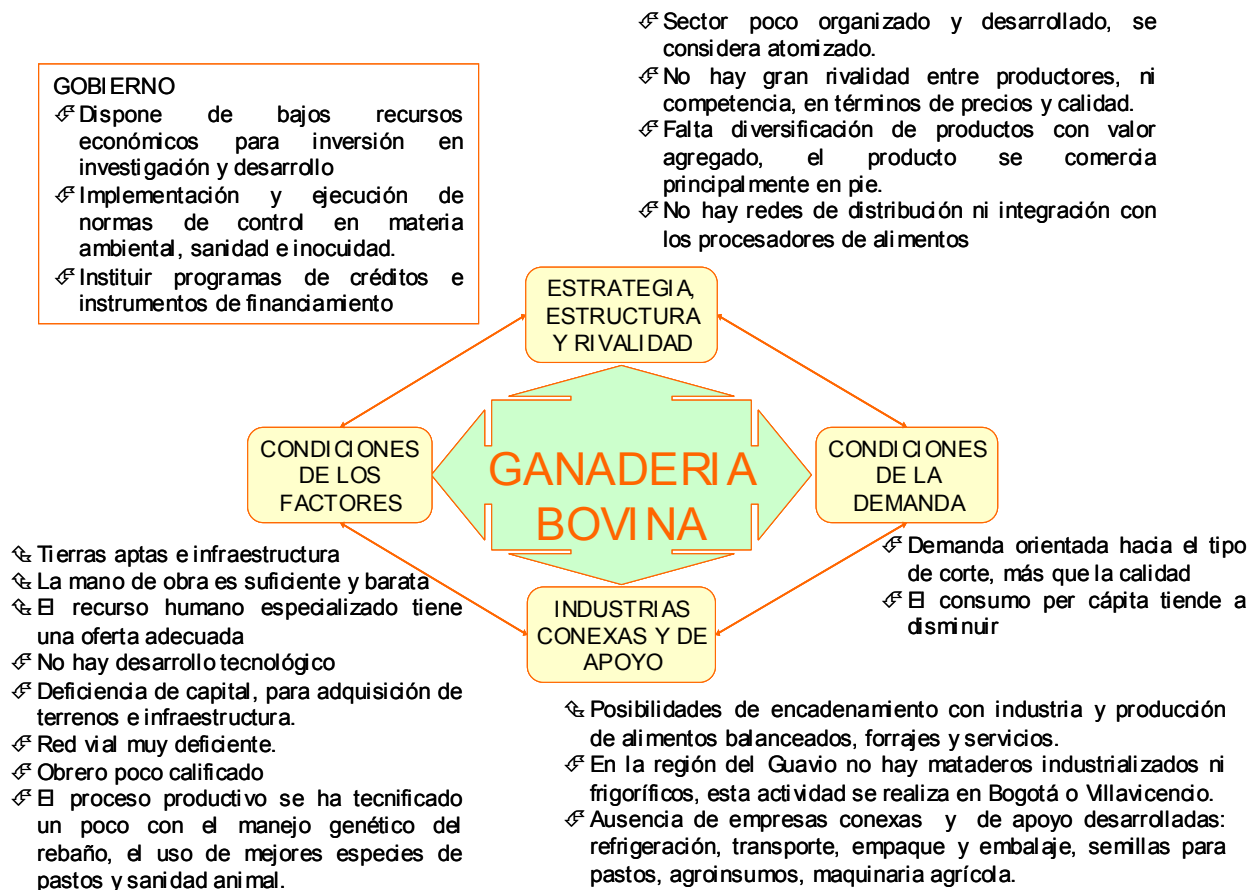 GOBIERNO
Dispone de bajos recursos
económicos para inversión en
investigación y desarrollo
Implementación y ejecución de
normas de control en materia
ambiental, sanidad e inocuidad.
Instituir programas de créditos e
instrumentos de financiamiento
Sector poco organizado y desarrollado, se
considera atomizado.
No hay gran rivalidad entre productores, ni
competencia, en términos de precios y calidad.
Falta diversificación de productos con valor
agregado, el producto se comercia
principalmente en pie.
No hay redes de distribución ni integración con
los procesadores de alimentos
ESTRATEGIA,
ESTRUCTURA
Y RIVALIDAD
CONDICIONES
DE LOS
FACTORES
GANADERIA
BOVINA
CONDICIONES
DE LA
DEMANDA
INDUSTRIAS
CONEXAS Y DE
APOYO
Tierras aptas e infraestructura
La mano de obra es suficiente y barata
El recurso humano especializado tiene
una oferta adecuada
No hay desarrollo tecnológico
Deficiencia de capital, para adquisición de
terrenos e infraestructura.
Red vial muy deficiente.
Obrero poco calificado
El proceso productivo se ha tecnificado
un poco con el manejo genético del
rebaño, el uso de mejores especies de
pastos y sanidad animal.
Demanda orientada hacia el tipo
de corte, más que la calidad
El consumo per cápita tiende a
disminuir
Posibilidades de encadenamiento con industria y producción
de alimentos balanceados, forrajes y servicios.
En la región del Guavio no hay mataderos industrializados ni
frigoríficos, esta actividad se realiza en Bogotá o Villavicencio.
Ausencia de empresas conexas y de apoyo desarrolladas:
refrigeración, transporte, empaque y embalaje, semillas para
pastos, agroinsumos, maquinaria agrícola.